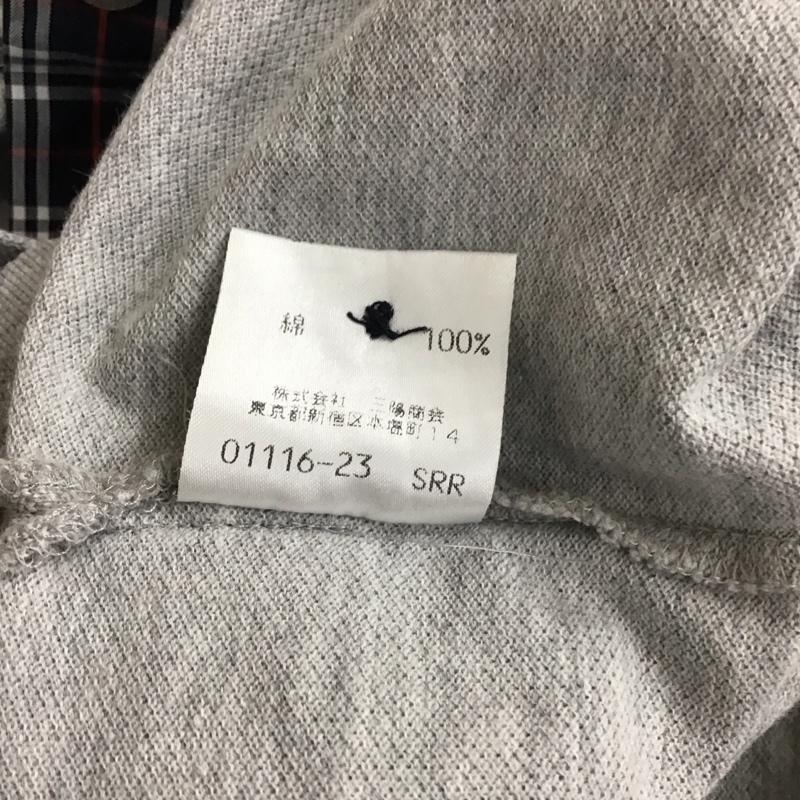 綿 100%
株式会社 三陽商会
東京都新宿区本塩町14
01116-23 SRR